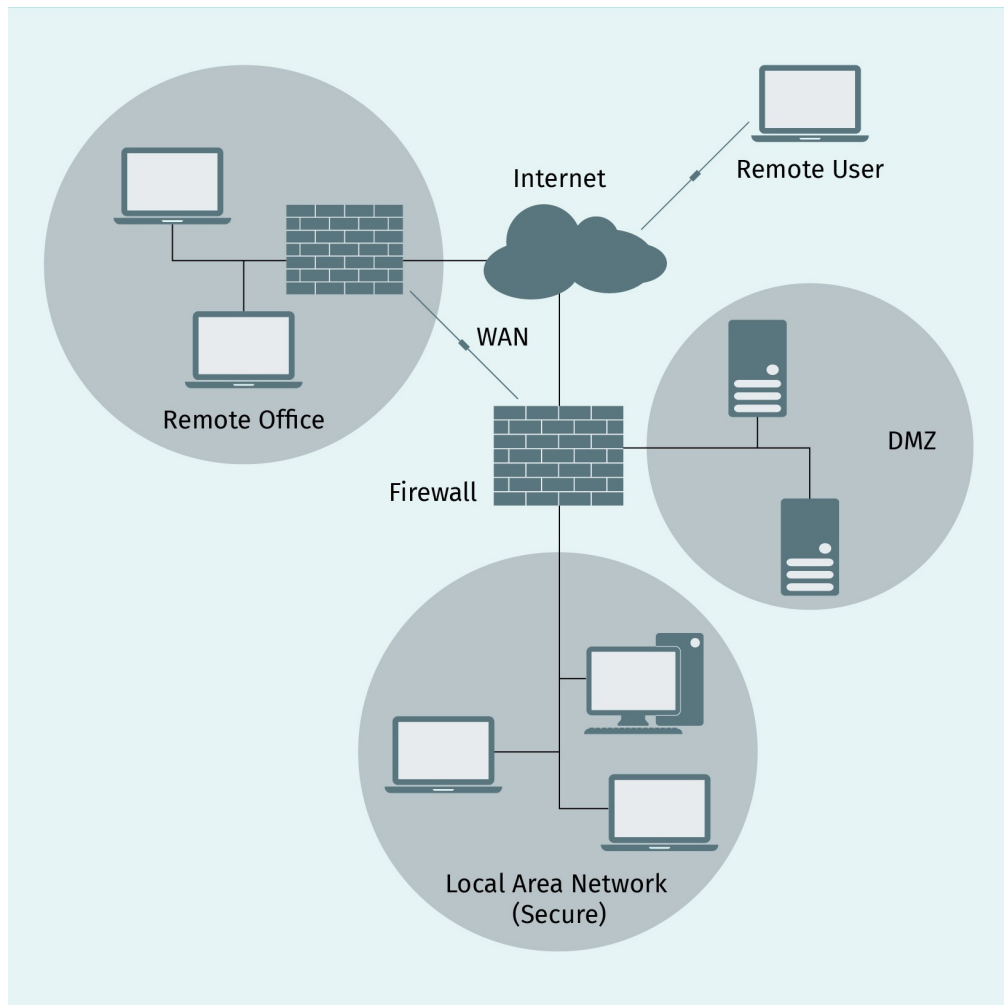 Remote User
Internet
WAN
Remote Office
DMZ
Firewall
Local Area Network
(Secure)